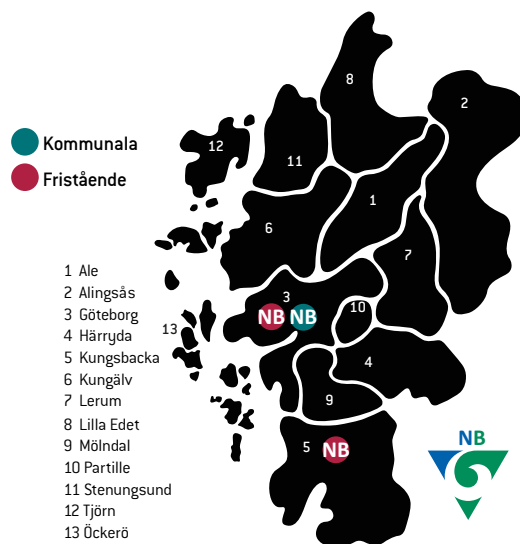 8
2
12
Kommunala
11
Fristående
1
6
7
1 Ale
2 Alingsås
3 Göteborg
4 Härryda
5 Kungsbacka
6 Kungälv
7 Lerum
8 Lilla Edet
9 Mölndal
10 Partille
11 Stenungsund
12 Tjörn
13 Öckerö
3
10
NB NB
13
4
9
5 NB
NB